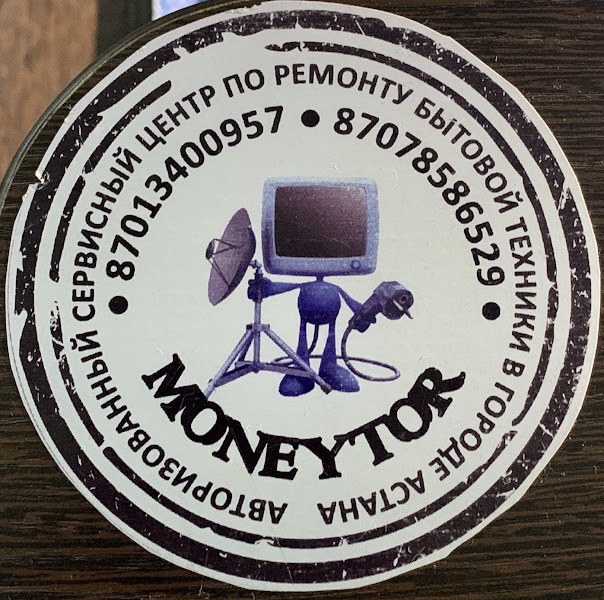 АВТОРИЗОВАННЫЙ СЕРВИСНЫЙ ЦЕНТР ПО РЕМОНТУ БЫТОВОЙ ТЕХНИКИ В ГОРОДЕ АСТАНА
• 87013400957 • 87078586529 •
MONEYTOR